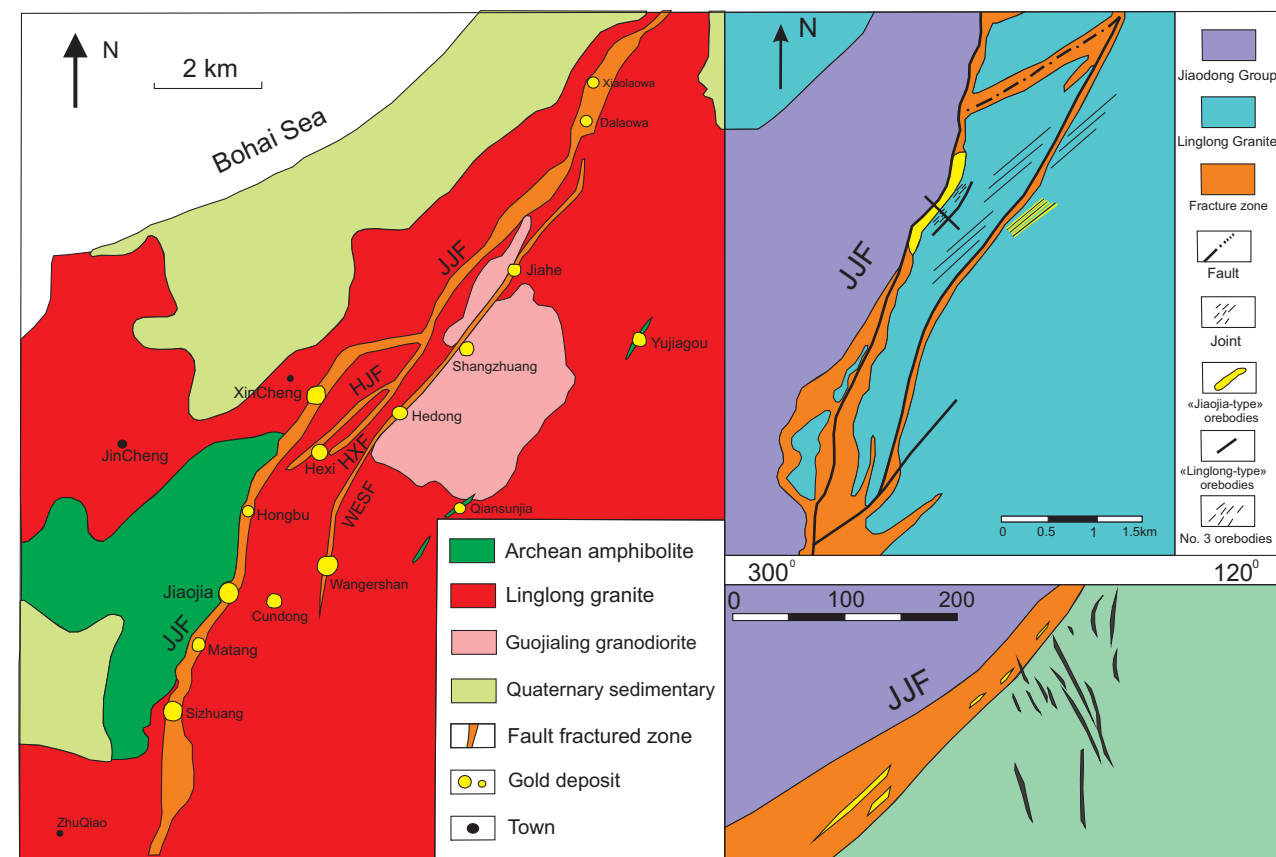 N
2 km
Bohai Sea
Xiaolaowa
Dalaowa
JJF
Jiahe
Yujiagou
Shangzhuang
XinCheng
HJF
Hedong
JinCheng
Hexi
HXF
WESF
Qiansunjia
Hongbu
Wangershan
Jiaojia
Cundong
JJF
Matang
Sizhuang
ZhuQiao
Archean amphibolite
Linglong granite
Guojialing granodiorite
Quaternary sedimentary
Fault fractured zone
Gold deposit
Town
N
JJF
0 0.5 1 1.5km
Jiaodong Group
Linglong Granite
Fracture zone
Fault
Joint
«Jiaojia-type»
orebodies
«Linglong-type»
orebodies
No. 3 orebodies
300⁰ 120⁰
0 100 200
JJF